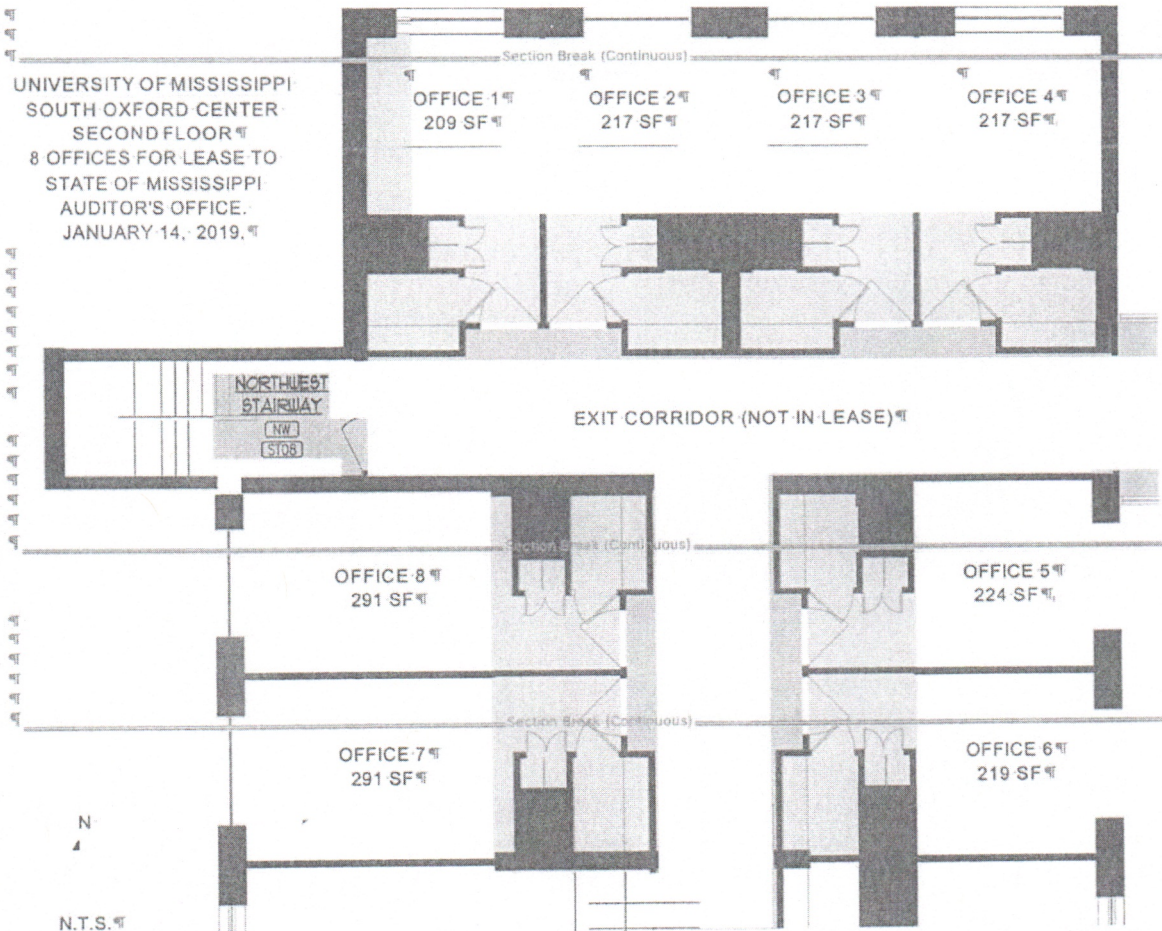 Section Break (Continuous)
UNIVERSITY OF MISSISSIPPI
SOUTH OXFORD CENTER
SECOND FLOOR¶
8 OFFICES FOR LEASE TO
STATE OF MISSISSIPPI
AUDITOR'S OFFICE.
JANUARY 14, 2019.¶
OFFICE 1¶
209 SF¶
OFFICE 2¶
217 SF¶
OFFICE 3¶
217 SF¶
OFFICE 4¶
217 SF¶
NORTHWEST
STAIRWAY
NW
ST08
EXIT CORRIDOR (NOT IN LEASE)¶
Section Break (Continuous)
OFFICE 8¶
291 SF¶
OFFICE 5¶
224 SF¶
Section Break (Continuous)
OFFICE 7¶
291 SF¶
OFFICE 6¶
219 SF¶
N
N.T.S.¶